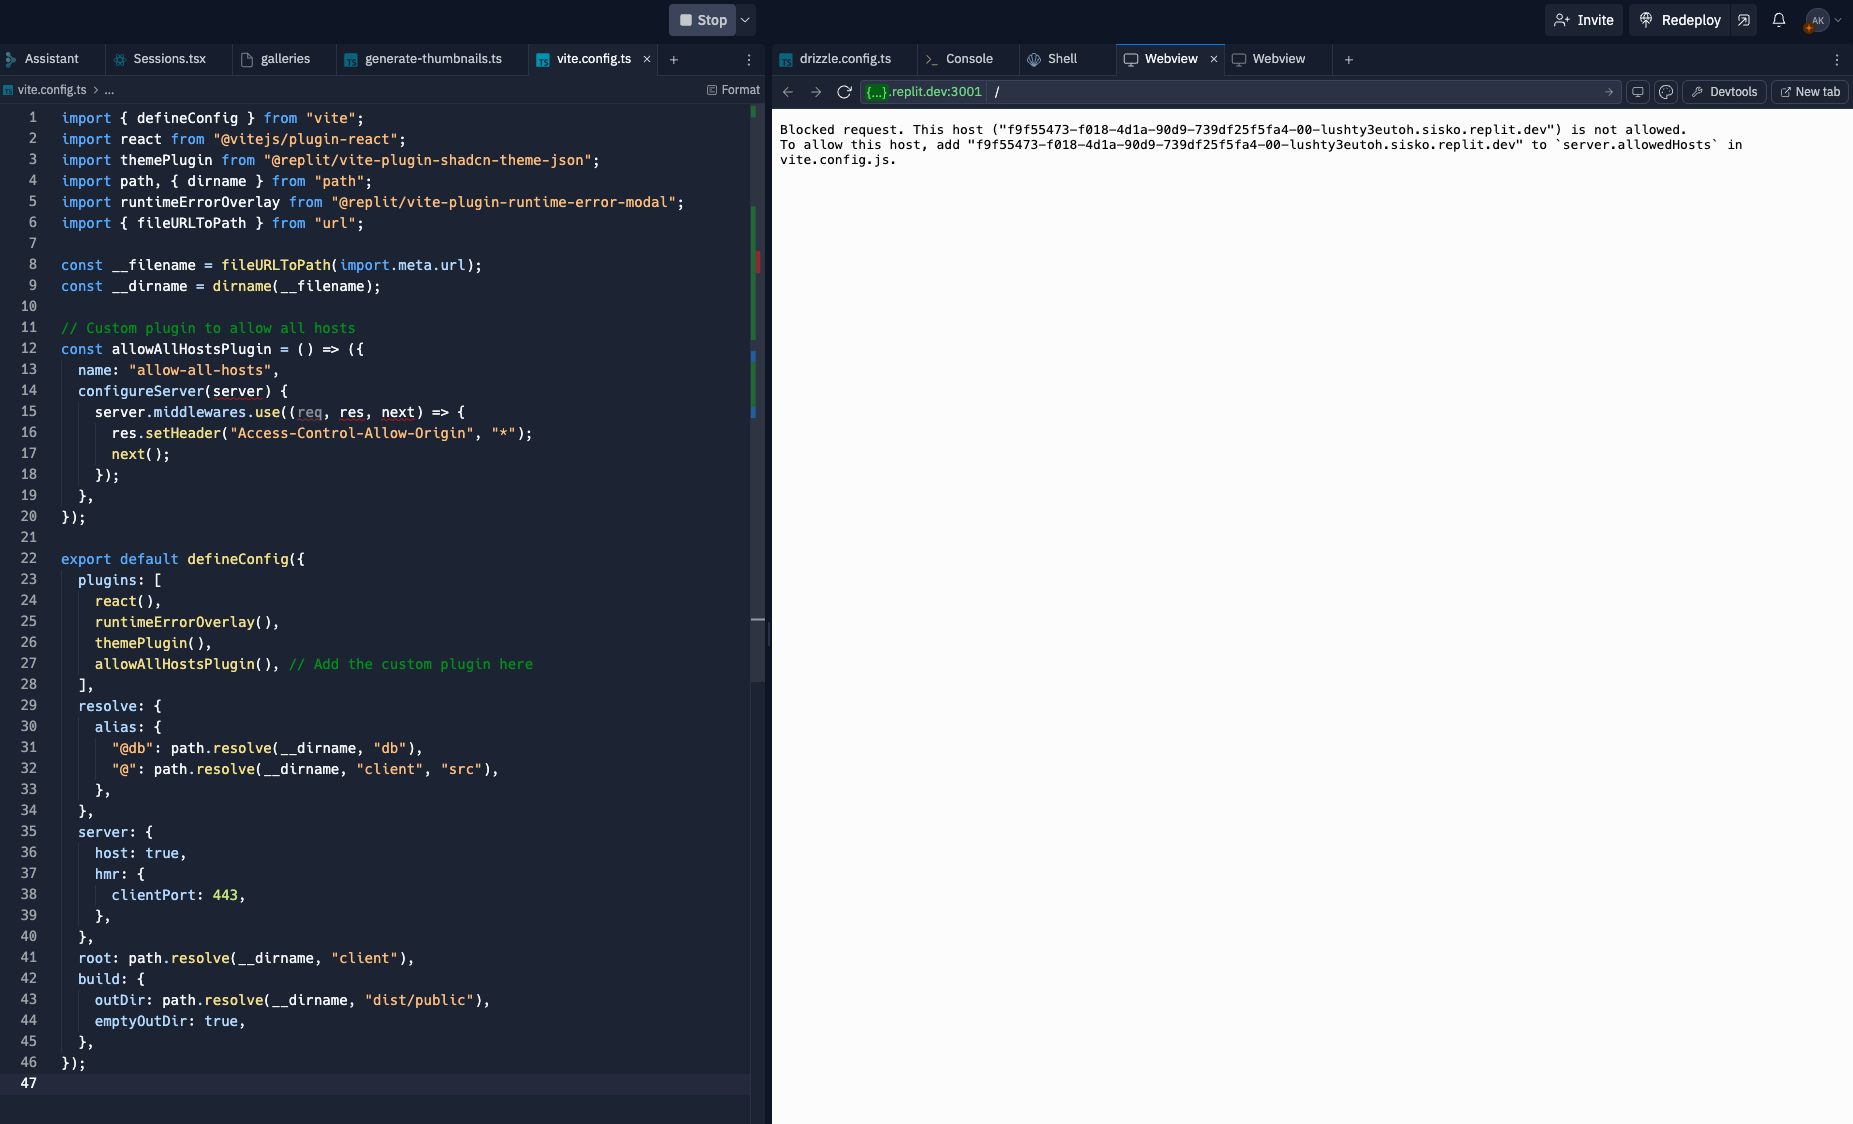 Stop
Invite
Redeploy
AK
Assistant
Sessions.tsx
galleries
generate-thumbnails.ts
vite.config.ts
drizzle.config.ts
Console
Shell
Webview
Webview
vite.config.ts > ...
Format
{...}.replit.dev:3001 /
Devtools
New tab
1 import { defineConfig } from "vite";
2 import react from "@vitejs/plugin-react";
3 import themePlugin from "@replit/vite-plugin-shadcn-theme-json";
4 import path, { dirname } from "path";
5 import runtimeErrorOverlay from "@replit/vite-plugin-runtime-error-modal";
6 import { fileURLToPath } from "url";
7
8 const __filename = fileURLToPath(import.meta.url);
9 const __dirname = dirname(__filename);
10
11 // Custom plugin to allow all hosts
12 const allowAllHostsPlugin = () => ({
13 name: "allow-all-hosts",
14 configureServer(server) {
15 server.middlewares.use((req, res, next) => {
16 res.setHeader("Access-Control-Allow-Origin", "*");
17 next();
18 });
19 },
20 });
21
22 export default defineConfig({
23 plugins: [
24 react(),
25 runtimeErrorOverlay(),
26 themePlugin(),
27 allowAllHostsPlugin(), // Add the custom plugin here
28 ],
29 resolve: {
30 alias: {
31 "@db": path.resolve(__dirname, "db"),
32 "@": path.resolve(__dirname, "client", "src"),
33 },
34 },
35 server: {
36 host: true,
37 hmr: {
38 clientPort: 443,
39 },
40 },
41 root: path.resolve(__dirname, "client"),
42 build: {
43 outDir: path.resolve(__dirname, "dist/public"),
44 emptyOutDir: true,
45 },
46 });
47
Blocked request. This host ("f9f55473-f018-4d1a-90d9-739df25f5fa4-00-lushty3eutoh.sisko.replit.dev") is not allowed.
To allow this host, add "f9f55473-f018-4d1a-90d9-739df25f5fa4-00-lushty3eutoh.sisko.replit.dev" to `server.allowedHosts` in
vite.config.js.